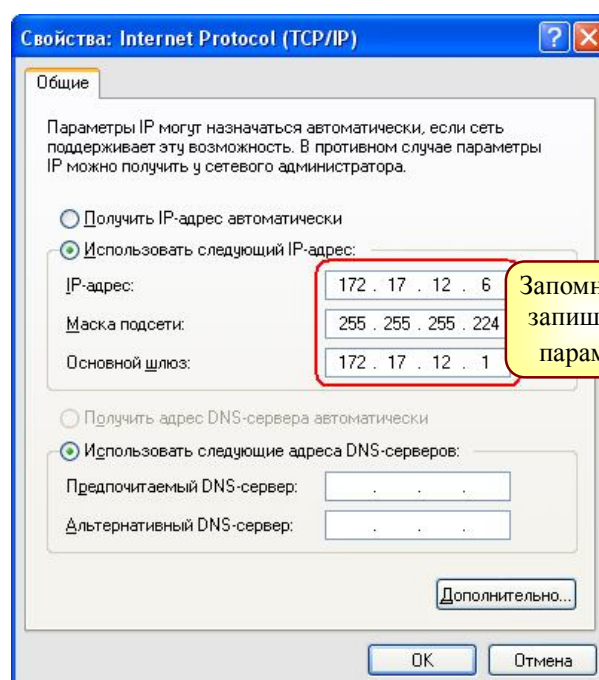 Свойства: Internet Protocol (TCP/IP)
Общие
Параметры IP могут назначаться автоматически, если сеть
поддерживает эту возможность. В противном случае параметры
IP можно получить у сетевого администратора.
Получить IP-адрес автоматически
Использовать следующий IP-адрес:
IP-адрес: 172 . 17 . 12 . 6
Маска подсети: 255 . 255 . 255 . 224
Основной шлюз: 172 . 17 . 12 . 1
Запомн
запиш
парам
Получить адрес DNS-сервера автоматически
Использовать следующие адреса DNS-серверов:
Предпочитаемый DNS-сервер: . . .
Альтернативный DNS-сервер: . . .
Дополнительно...
OK Отмена